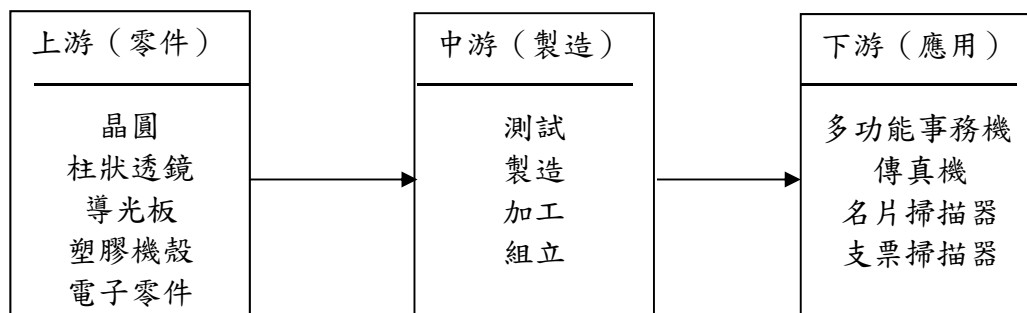 上游（零件）
晶圓
柱狀透鏡
導光板
塑膠機殼
電子零件
中游（製造）
測試
製造
加工
組立
下游（應用）
多功能事務機
傳真機
名片掃描器
支票掃描器